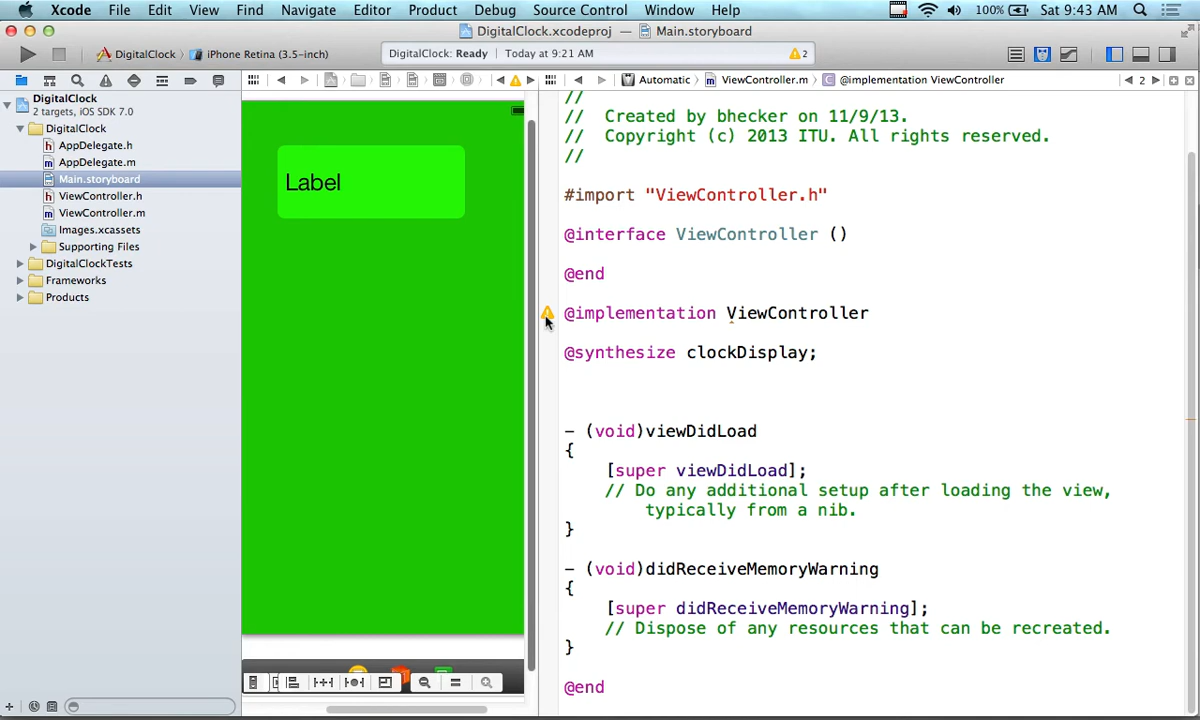 Xcode File Edit View Find Navigate Editor Product Debug Source Control Window Help 100% Sat 9:43 AM
DigitalClock.xcodeproj — Main.storyboard
DigitalClock iPhone Retina (3.5-inch)
DigitalClock: Ready Today at 9:21 AM 2
Automatic ViewController.m @implementation ViewController 2
DigitalClock
2 targets, iOS SDK 7.0
DigitalClock
AppDelegate.h
AppDelegate.m
Main.storyboard
ViewController.h
ViewController.m
Images.xcassets
Supporting Files
DigitalClockTests
Frameworks
Products
Label
//
// Created by bhecker on 11/9/13.
// Copyright (c) 2013 ITU. All rights reserved.
//
#import "ViewController.h"
@interface ViewController ()
@end
@implementation ViewController
@synthesize clockDisplay;
- (void)viewDidLoad
{
[super viewDidLoad];
// Do any additional setup after loading the view,
typically from a nib.
}
- (void)didReceiveMemoryWarning
{
[super didReceiveMemoryWarning];
// Dispose of any resources that can be recreated.
}
@end